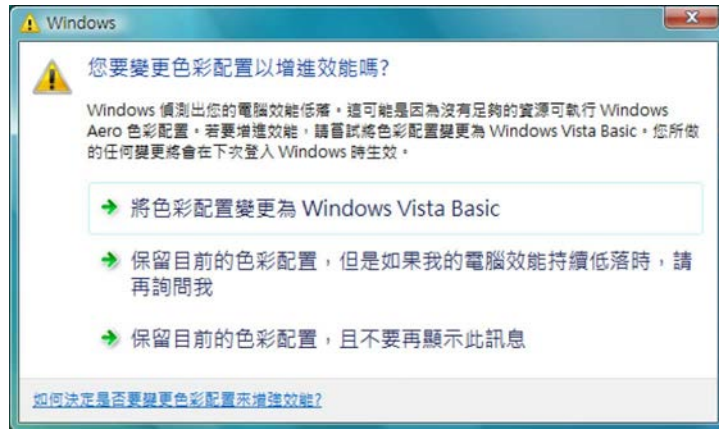 Windows
您要變更色彩配置以增進效能嗎?
Windows 偵測出您的電腦效能低落。這可能是因為沒有足夠的資源可執行 Windows
Aero 色彩配置。若要增進效能，請嘗試將色彩配置變更為 Windows Vista Basic。您所做
的任何變更將會在下次登入 Windows 時生效。
將色彩配置變更為 Windows Vista Basic
保留目前的色彩配置，但是如果我的電腦效能持續低落時，請
再詢問我
保留目前的色彩配置，且不要再顯示此訊息
如何決定是否要變更色彩配置來增強效能?